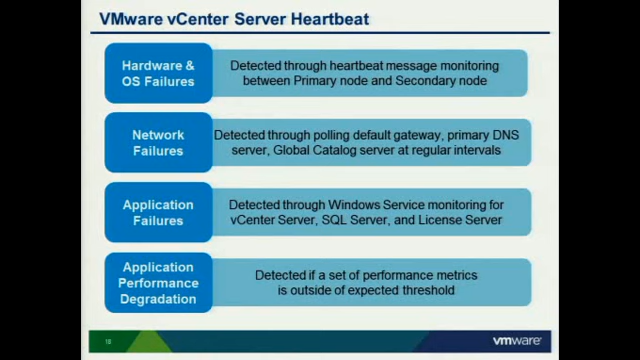 VMware vCenter Server Heartbeat
Hardware &
OS Failures
Detected through heartbeat message monitoring
between Primary node and Secondary node
Network
Failures
Detected through polling default gateway, primary DNS
server, Global Catalog server at regular intervals
Application
Failures
Detected through Windows Service monitoring for
vCenter Server, SQL Server, and License Server
Application
Performance
Degradation
Detected if a set of performance metrics
is outside of expected threshold
vmware